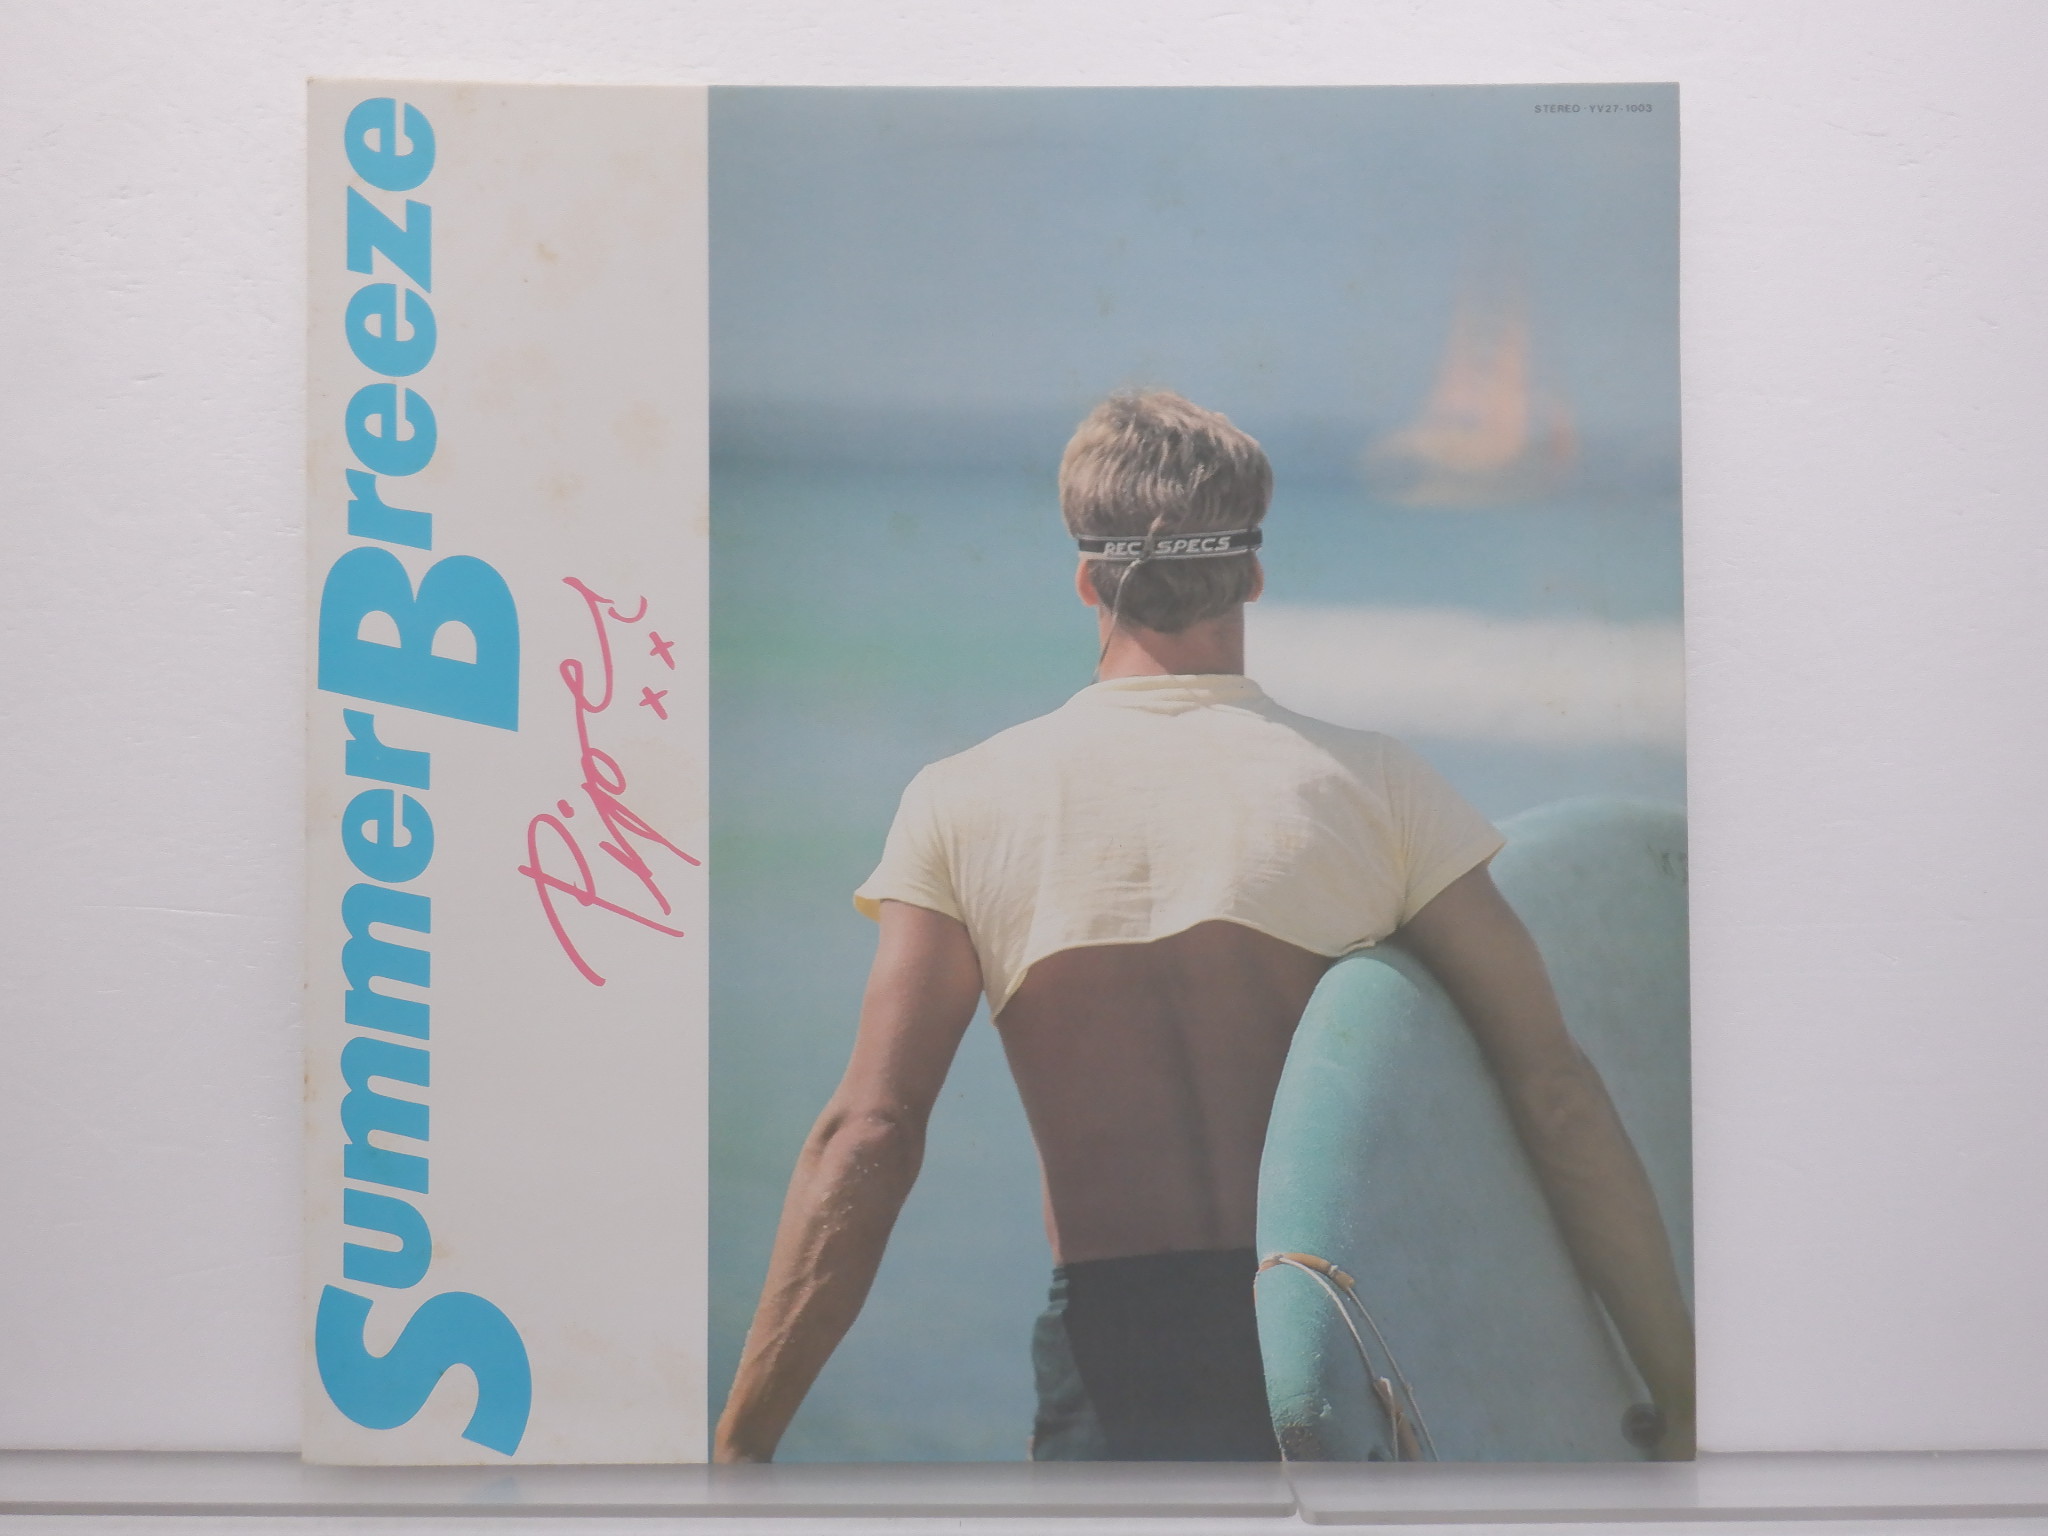 Summer Breeze
Piper
STEREO·YV27-1003
REC SPECS